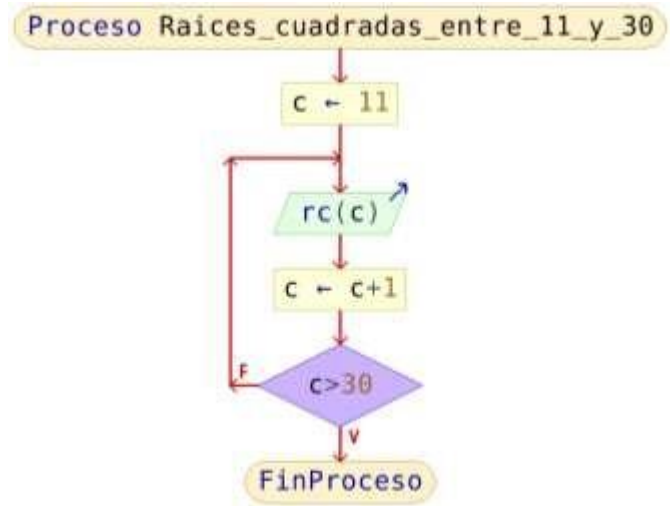 Proceso Raices_cuadradas_entre_11_y_30
c ← 11
rc(c)
c ← c+1
F
c>30
V
FinProceso